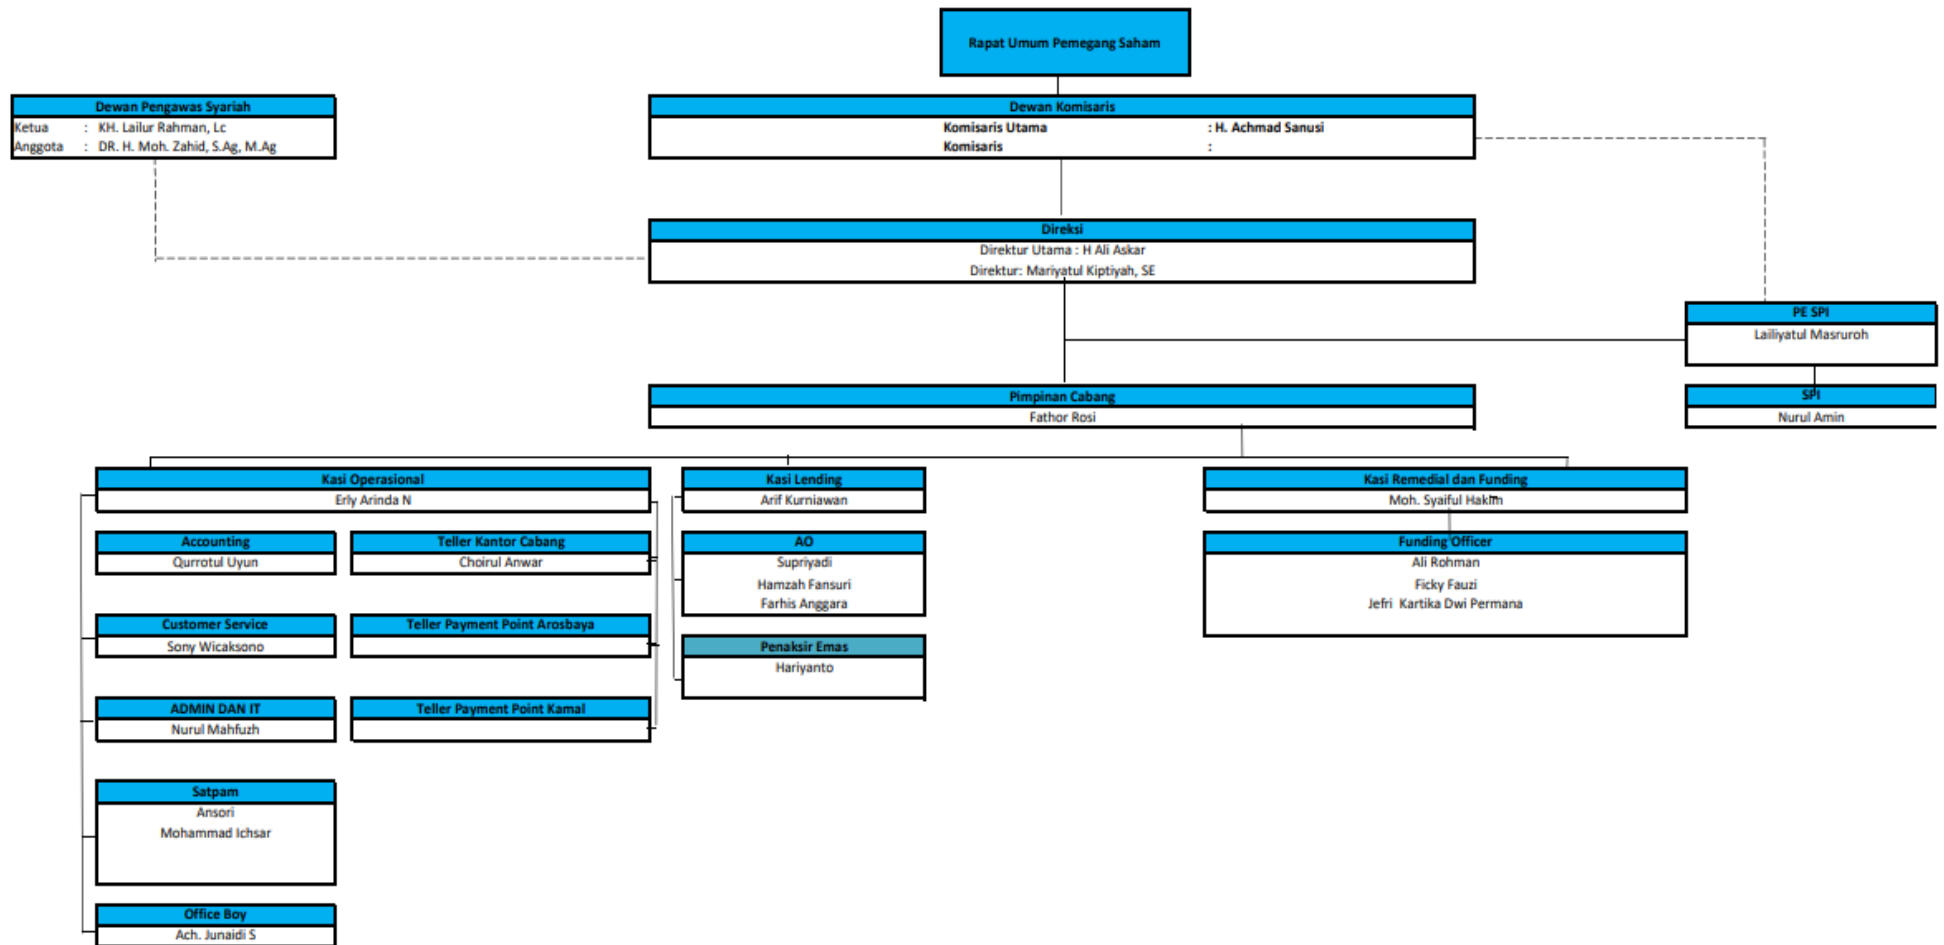 Rapat Umum Pemegang Saham
Dewan Pengawas Syariah
Ketua : KH. Lailur Rahman, Lc
Anggota : DR. H. Moh. Zahid, S.Ag, M.Ag
Dewan Komisaris
Komisaris Utama : H. Achmad Sanusi
Komisaris :
Direksi
Direktur Utama : H Ali Askar
Direktur: Mariyatul Kiptiyah, SE
PE SPI
Lailiyatul Masruroh
SPI
Nurul Amin
Pimpinan Cabang
Fathor Rosi
Kasi Operasional
Erly Arinda N
Accounting
Qurrotul Uyun
Teller Kantor Cabang
Choirul Anwar
Customer Service
Sony Wicaksono
Teller Payment Point Arosbaya
ADMIN DAN IT
Nurul Mahfuzh
Teller Payment Point Kamal
Satpam
Ansori
Mohammad Ichsar
Office Boy
Ach. Junaidi S
Kasi Lending
Arif Kurniawan
AO
Supriyadi
Hamzah Fansuri
Farhis Anggara
Penaksir Emas
Hariyanto
Kasi Remedial dan Funding
Moh. Syaiful Hakim
Funding Officer
Ali Rohman
Ficky Fauzi
Jefri Kartika Dwi Permana